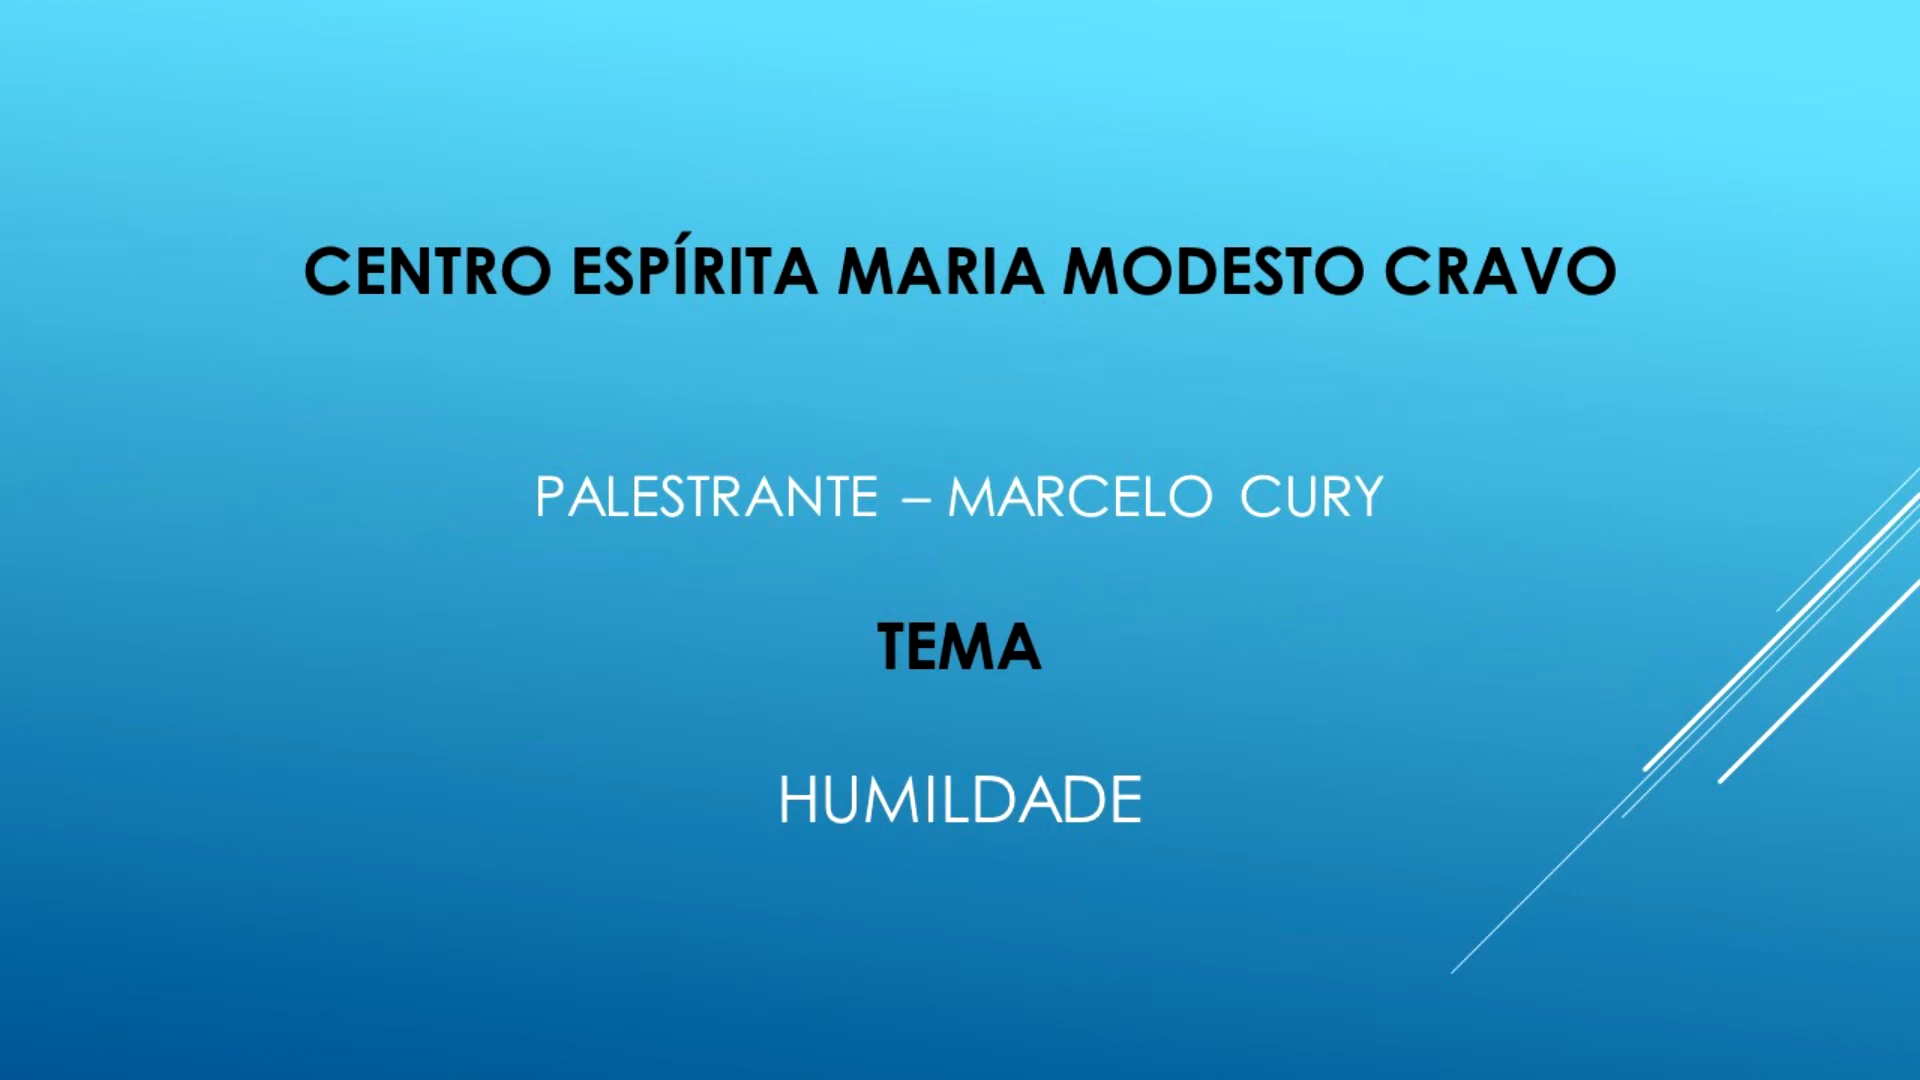 CENTRO ESPÍRITA MARIA MODESTO CRAVO
PALESTRANTE – MARCELO CURY
TEMA
HUMILDADE